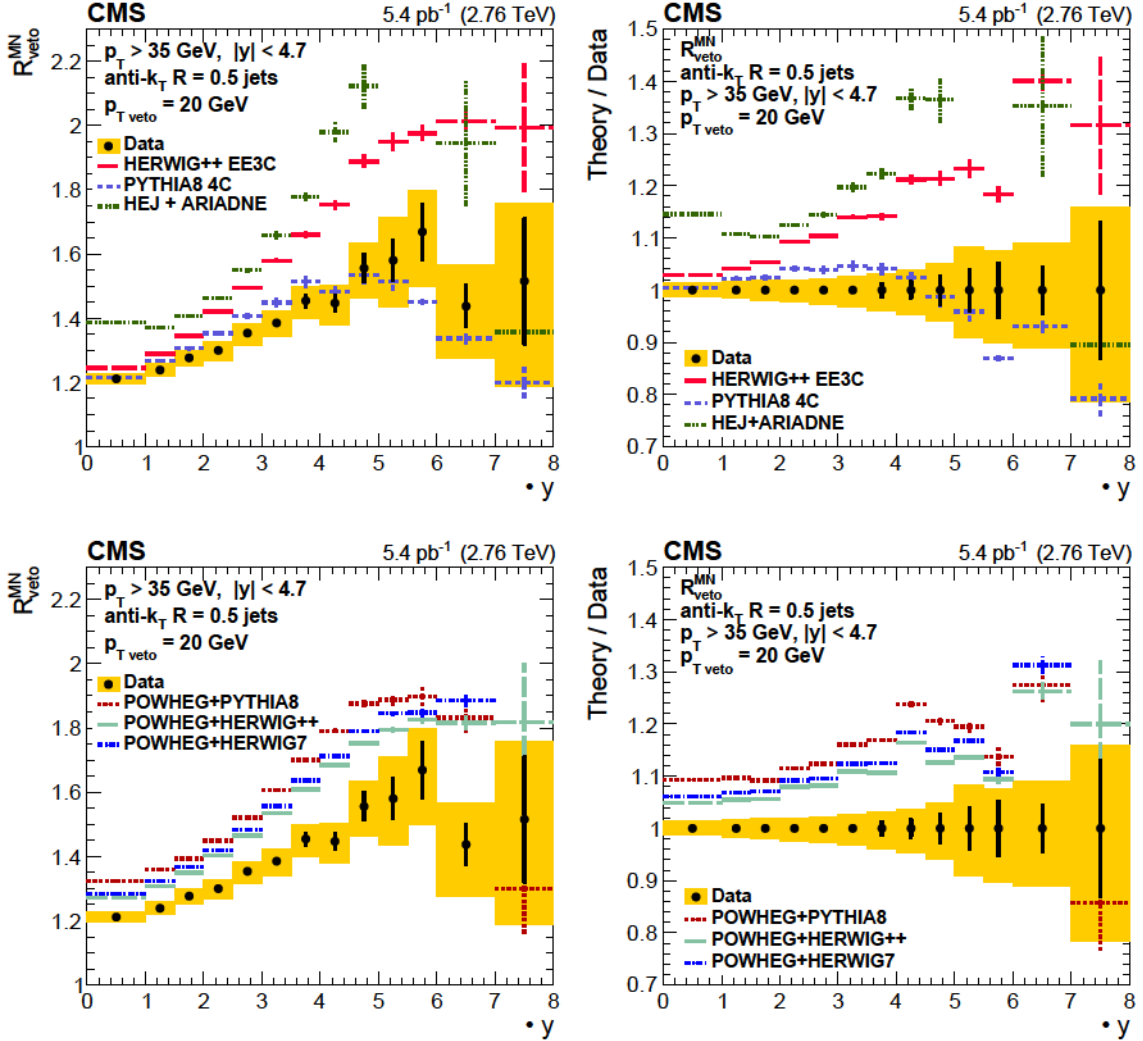 CMS 5.4 pb⁻¹ (2.76 TeV)
p_T > 35 GeV, |y| < 4.7
anti-k_T R = 0.5 jets
p_T veto = 20 GeV
Data
HERWIG++ EE3C
PYTHIA8 4C
HEJ + ARIADNE
R^MN_veto
2.2
2
1.8
1.6
1.4
1.2
1
0 1 2 3 4 5 6 7 8
• y
CMS 5.4 pb⁻¹ (2.76 TeV)
R^MN_veto
anti-k_T R = 0.5 jets
p_T > 35 GeV, |y| < 4.7
p_T veto = 20 GeV
Theory / Data
1.5
1.4
1.3
1.2
1.1
1
0.9
0.8
0.7
Data
HERWIG++ EE3C
PYTHIA8 4C
HEJ+ARIADNE
0 1 2 3 4 5 6 7 8
• y
CMS 5.4 pb⁻¹ (2.76 TeV)
p_T > 35 GeV, |y| < 4.7
anti-k_T R = 0.5 jets
p_T veto = 20 GeV
Data
POWHEG+PYTHIA8
POWHEG+HERWIG++
POWHEG+HERWIG7
R^MN_veto
2.2
2
1.8
1.6
1.4
1.2
1
0 1 2 3 4 5 6 7 8
• y
CMS 5.4 pb⁻¹ (2.76 TeV)
R^MN_veto
anti-k_T R = 0.5 jets
p_T > 35 GeV, |y| < 4.7
p_T veto = 20 GeV
Theory / Data
1.5
1.4
1.3
1.2
1.1
1
0.9
0.8
0.7
Data
POWHEG+PYTHIA8
POWHEG+HERWIG++
POWHEG+HERWIG7
0 1 2 3 4 5 6 7 8
• y